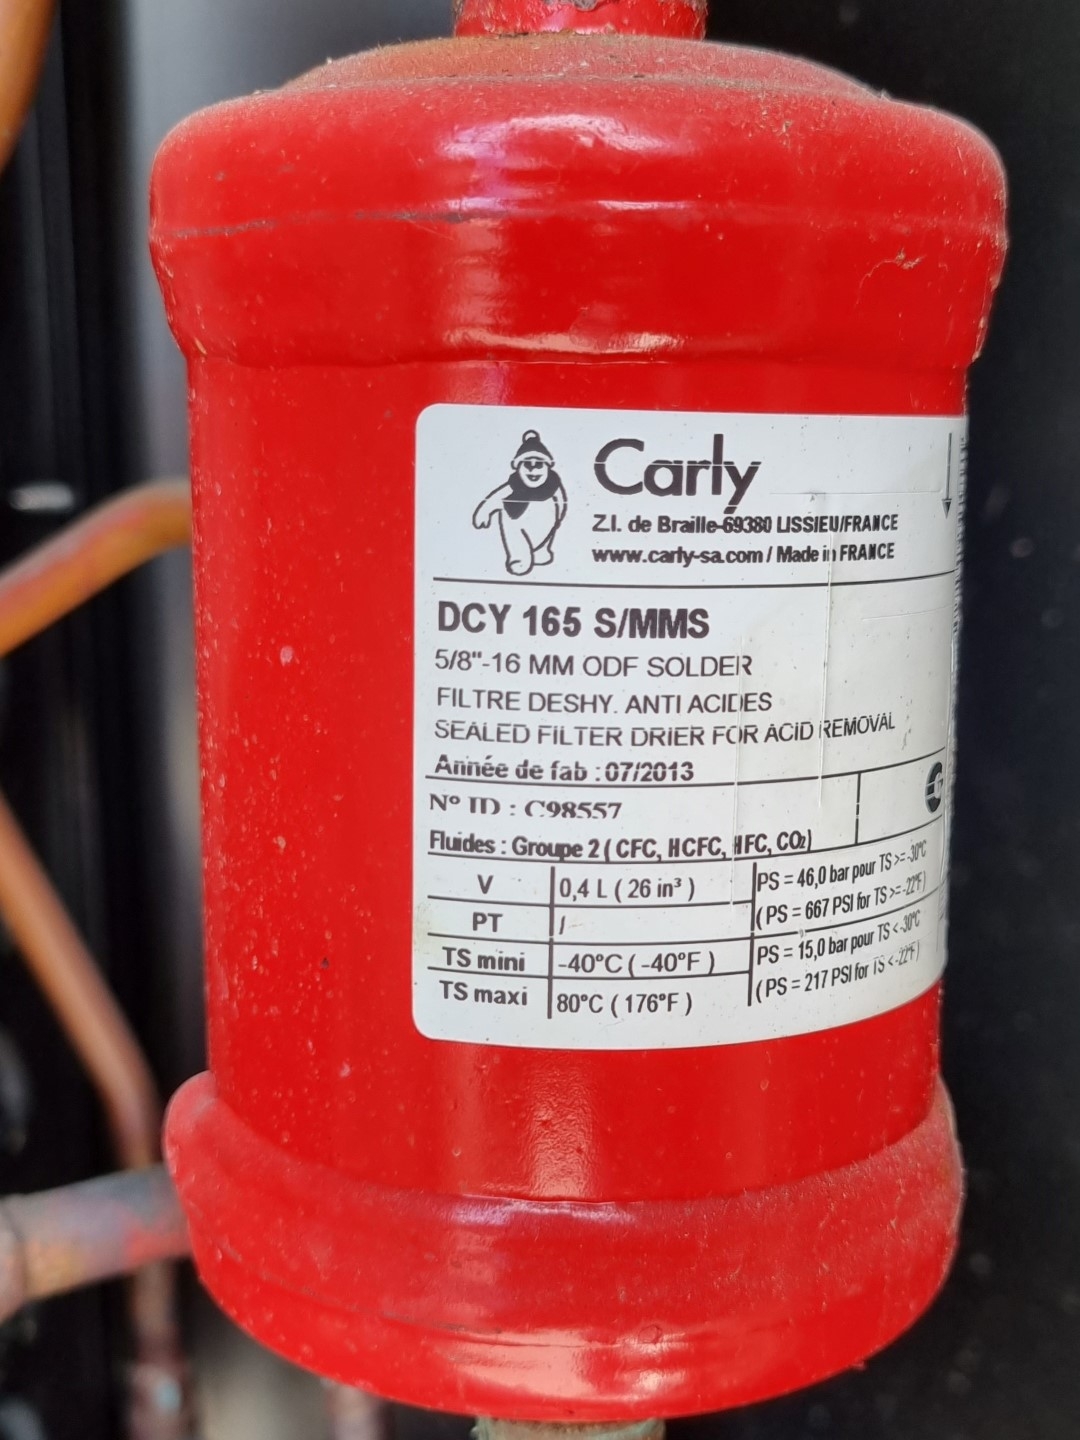 Carly
Z.I. de Braille-69380 LISSIEU/FRANCE
www.carly-sa.com / Made in FRANCE
DCY 165 S/MMS
5/8"-16 MM ODF SOLDER
FILTRE DESHY. ANTI ACIDES
SEALED FILTER DRIER FOR ACID REMOVAL
Année de fab : 07/2013
N° ID : C98557
Fluides : Groupe 2 ( CFC, HCFC, HFC, CO₂)
V 0,4 L ( 26 in³ )
PS = 46,0 bar pour TS >= -30°C
( PS = 667 PSI for TS >= -22°F)
PT /
TS mini -40°C ( -40°F )
PS = 15,0 bar pour TS < -30°C
( PS = 217 PSI for TS < -22°F)
TS maxi 80°C ( 176°F )